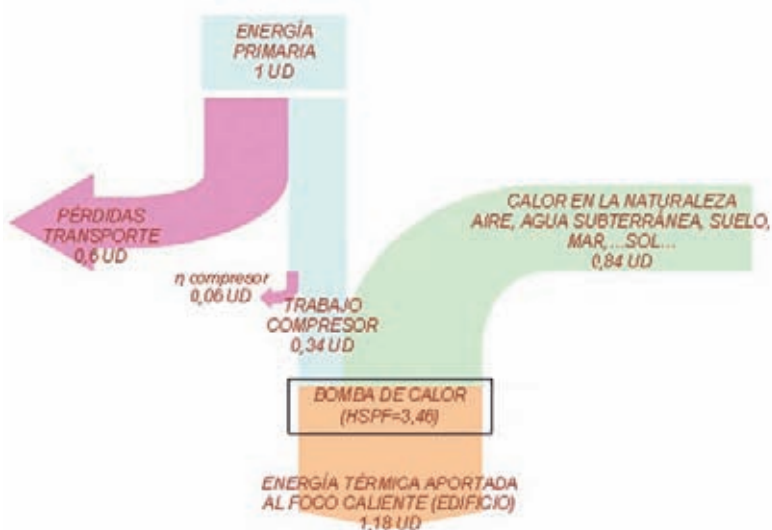 ENERGÍA
PRIMARIA
1 UD
PÉRDIDAS
TRANSPORTE
0,6 UD
CALOR EN LA NATURALEZA
AIRE, AGUA SUBTERRÁNEA, SUELO,
MAR,...SOL...
0,84 UD
η compresor
0,06 UD
TRABAJO
COMPRESOR
0,34 UD
BOMBA DE CALOR
(HSPF=3,46)
ENERGÍA TÉRMICA APORTADA
AL FOCO CALIENTE (EDIFICIO)
1,18 UD